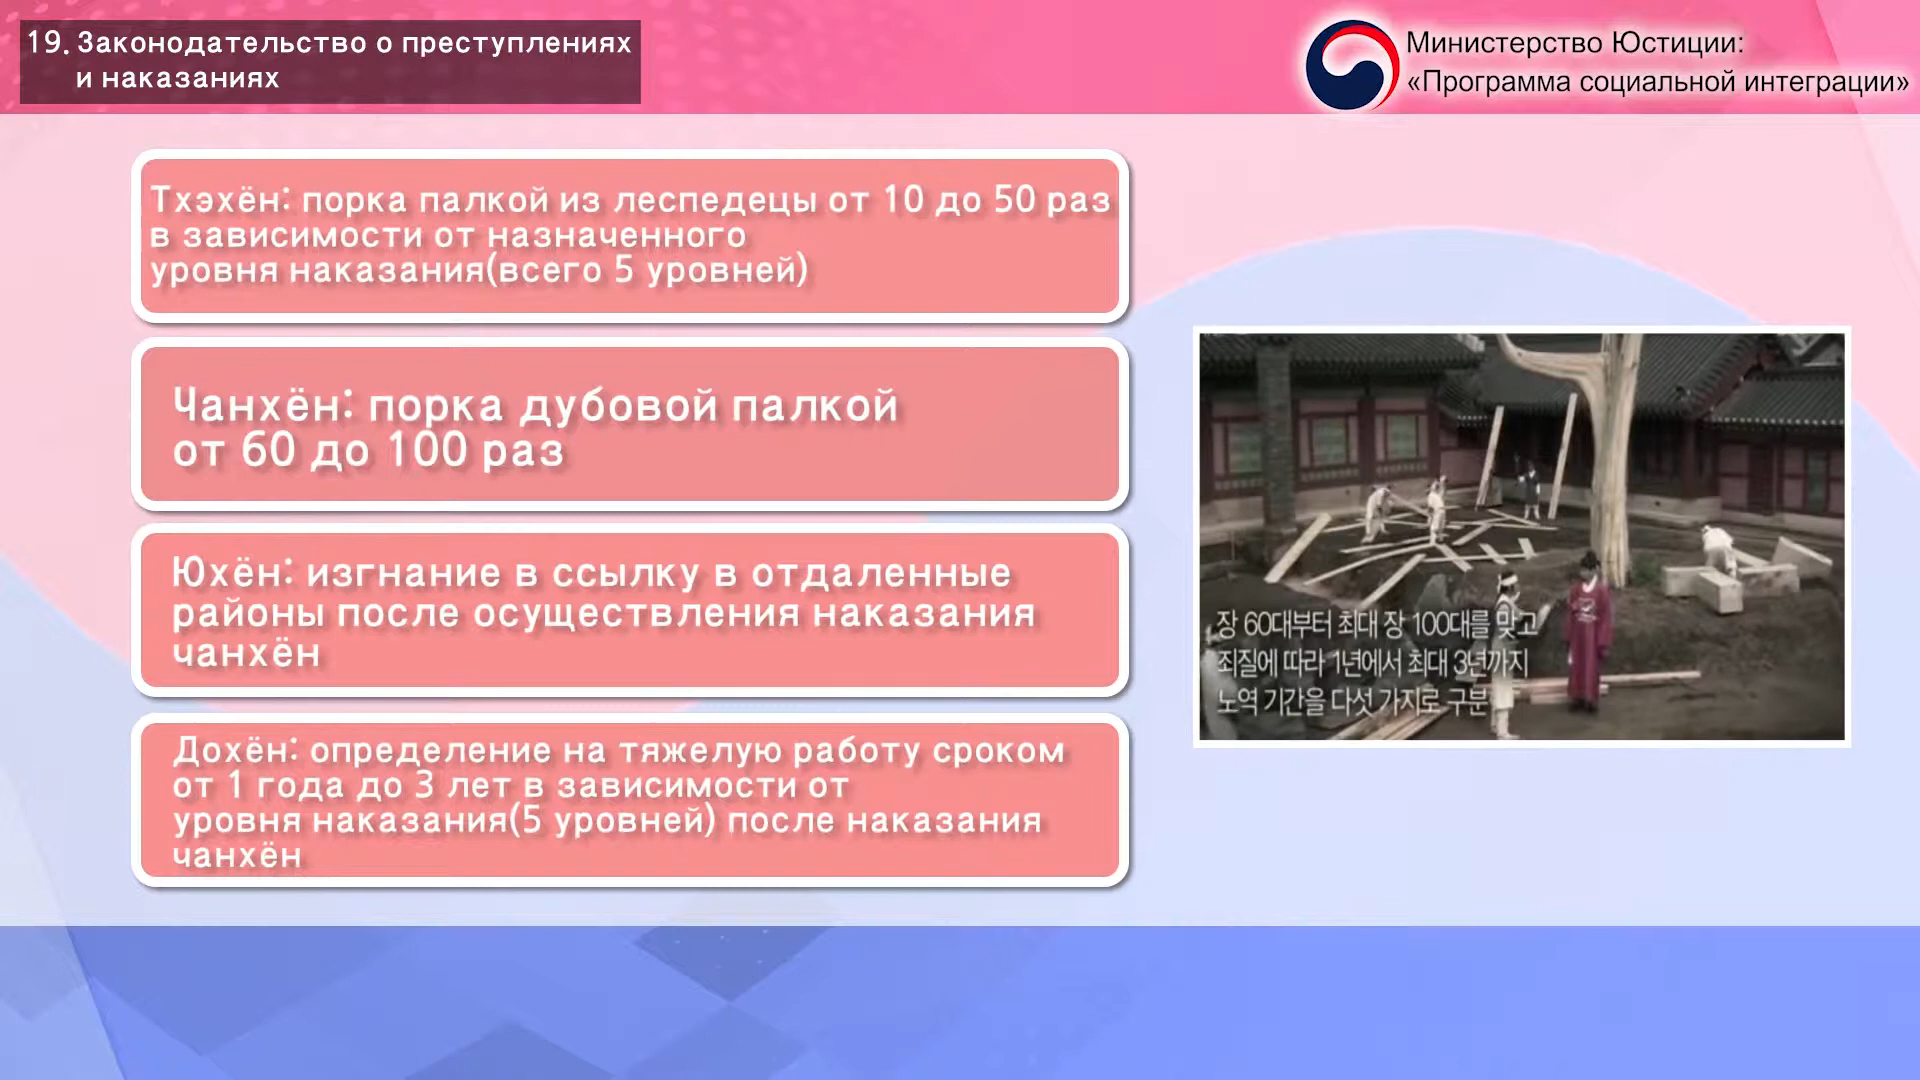 19. Законодательство о преступлениях
и наказаниях
Министерство Юстиции:
«Программа социальной интеграции»
Тхэхён: порка палкой из леспедецы от 10 до 50 раз
в зависимости от назначенного
уровня наказания(всего 5 уровней)
Чанхён: порка дубовой палкой
от 60 до 100 раз
Юхён: изгнание в ссылку в отдаленные
районы после осуществления наказания
чанхён
Дохён: определение на тяжелую работу сроком
от 1 года до 3 лет в зависимости от
уровня наказания(5 уровней) после наказания
чанхён
장 60대부터 최대 장 100대를 맞고
죄질에 따라 1년에서 최대 3년까지
노역 기간을 다섯 가지로 구분